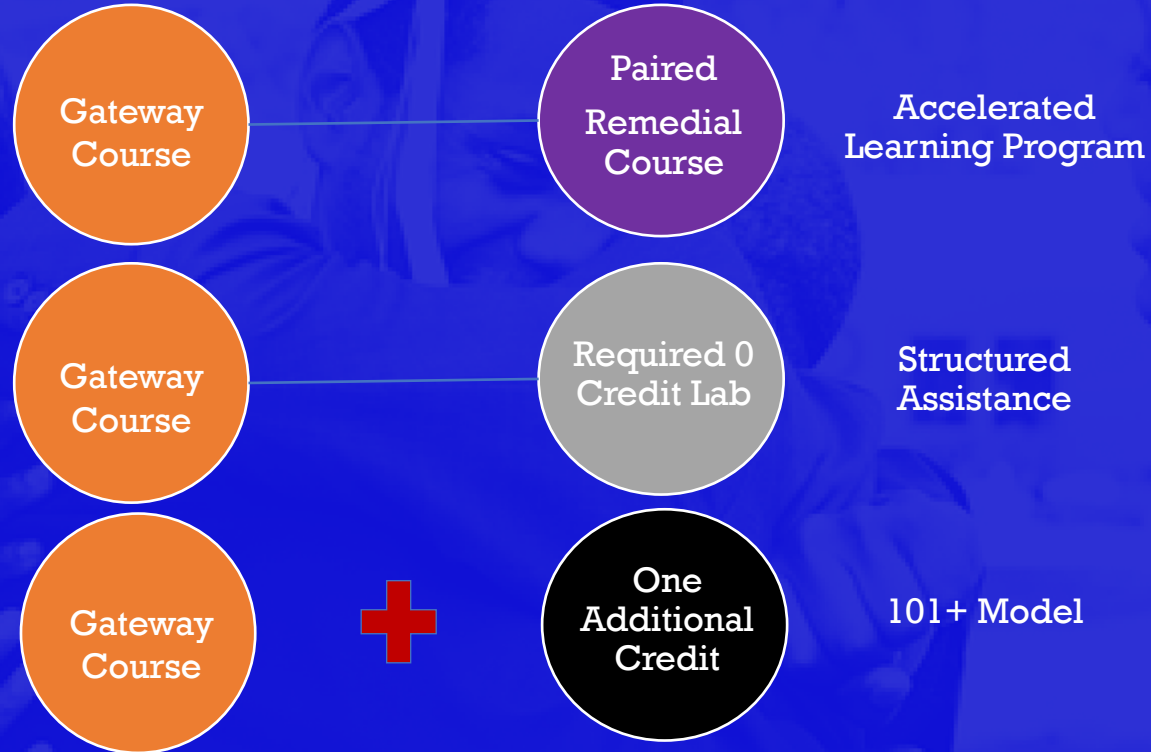 Gateway
Course
Paired
Remedial
Course
Accelerated
Learning Program
Gateway
Course
Required 0
Credit Lab
Structured
Assistance
Gateway
Course
One
Additional
Credit
101+ Model